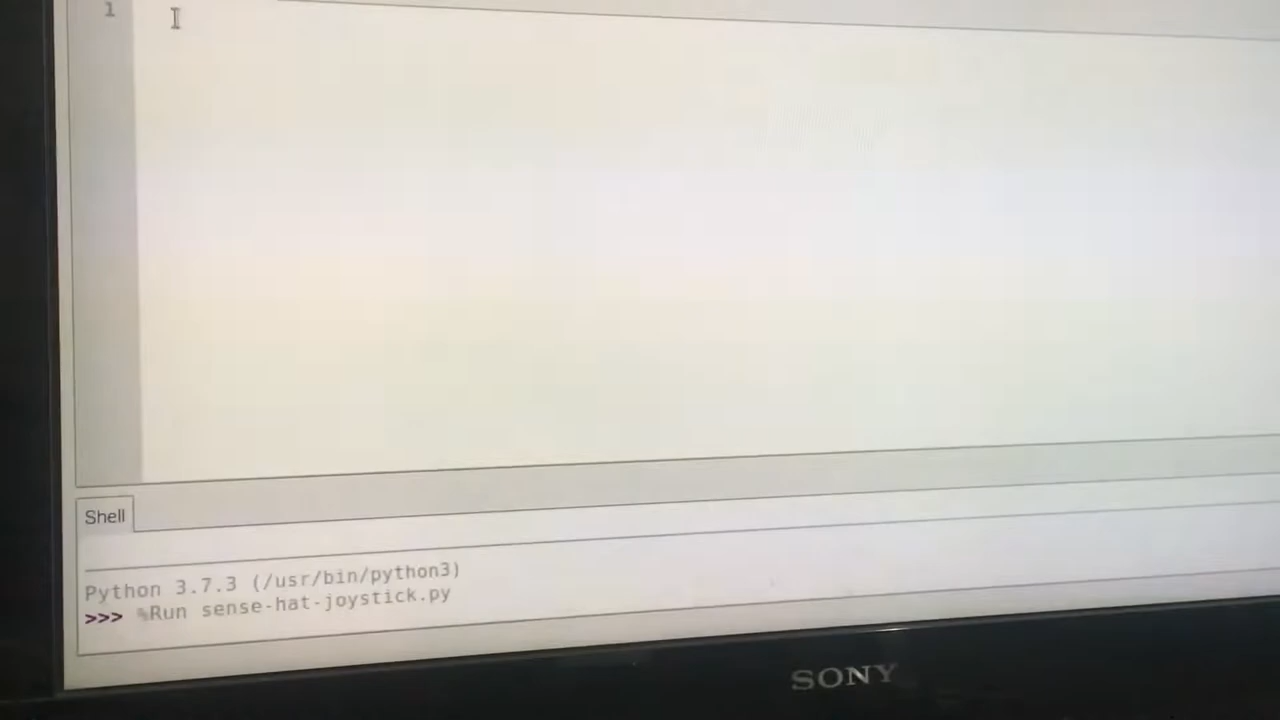 1
Shell
Python 3.7.3 (/usr/bin/python3)
>>> %Run sense-hat-joystick.py
SONY